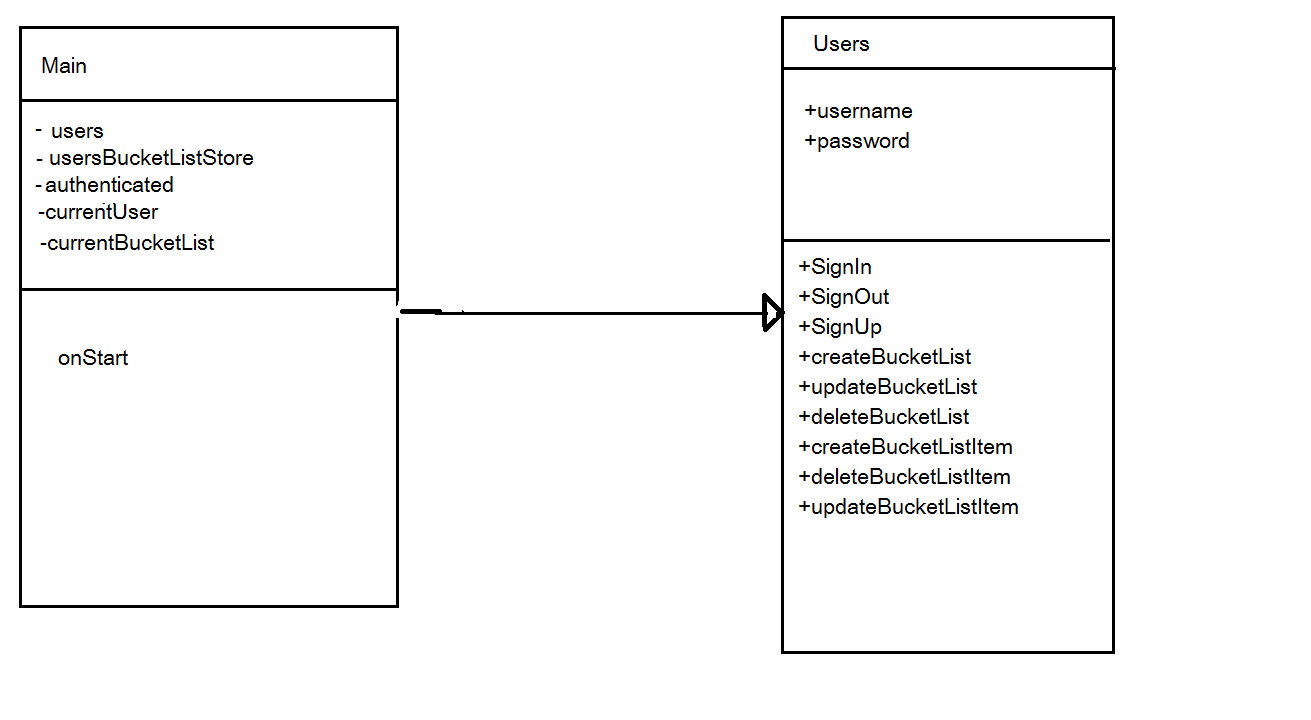 Main
- users
- usersBucketListStore
-authenticated
-currentUser
-currentBucketList
onStart
Users
+username
+password
+SignIn
+SignOut
+SignUp
+createBucketList
+updateBucketList
+deleteBucketList
+createBucketListItem
+deleteBucketListItem
+updateBucketListItem